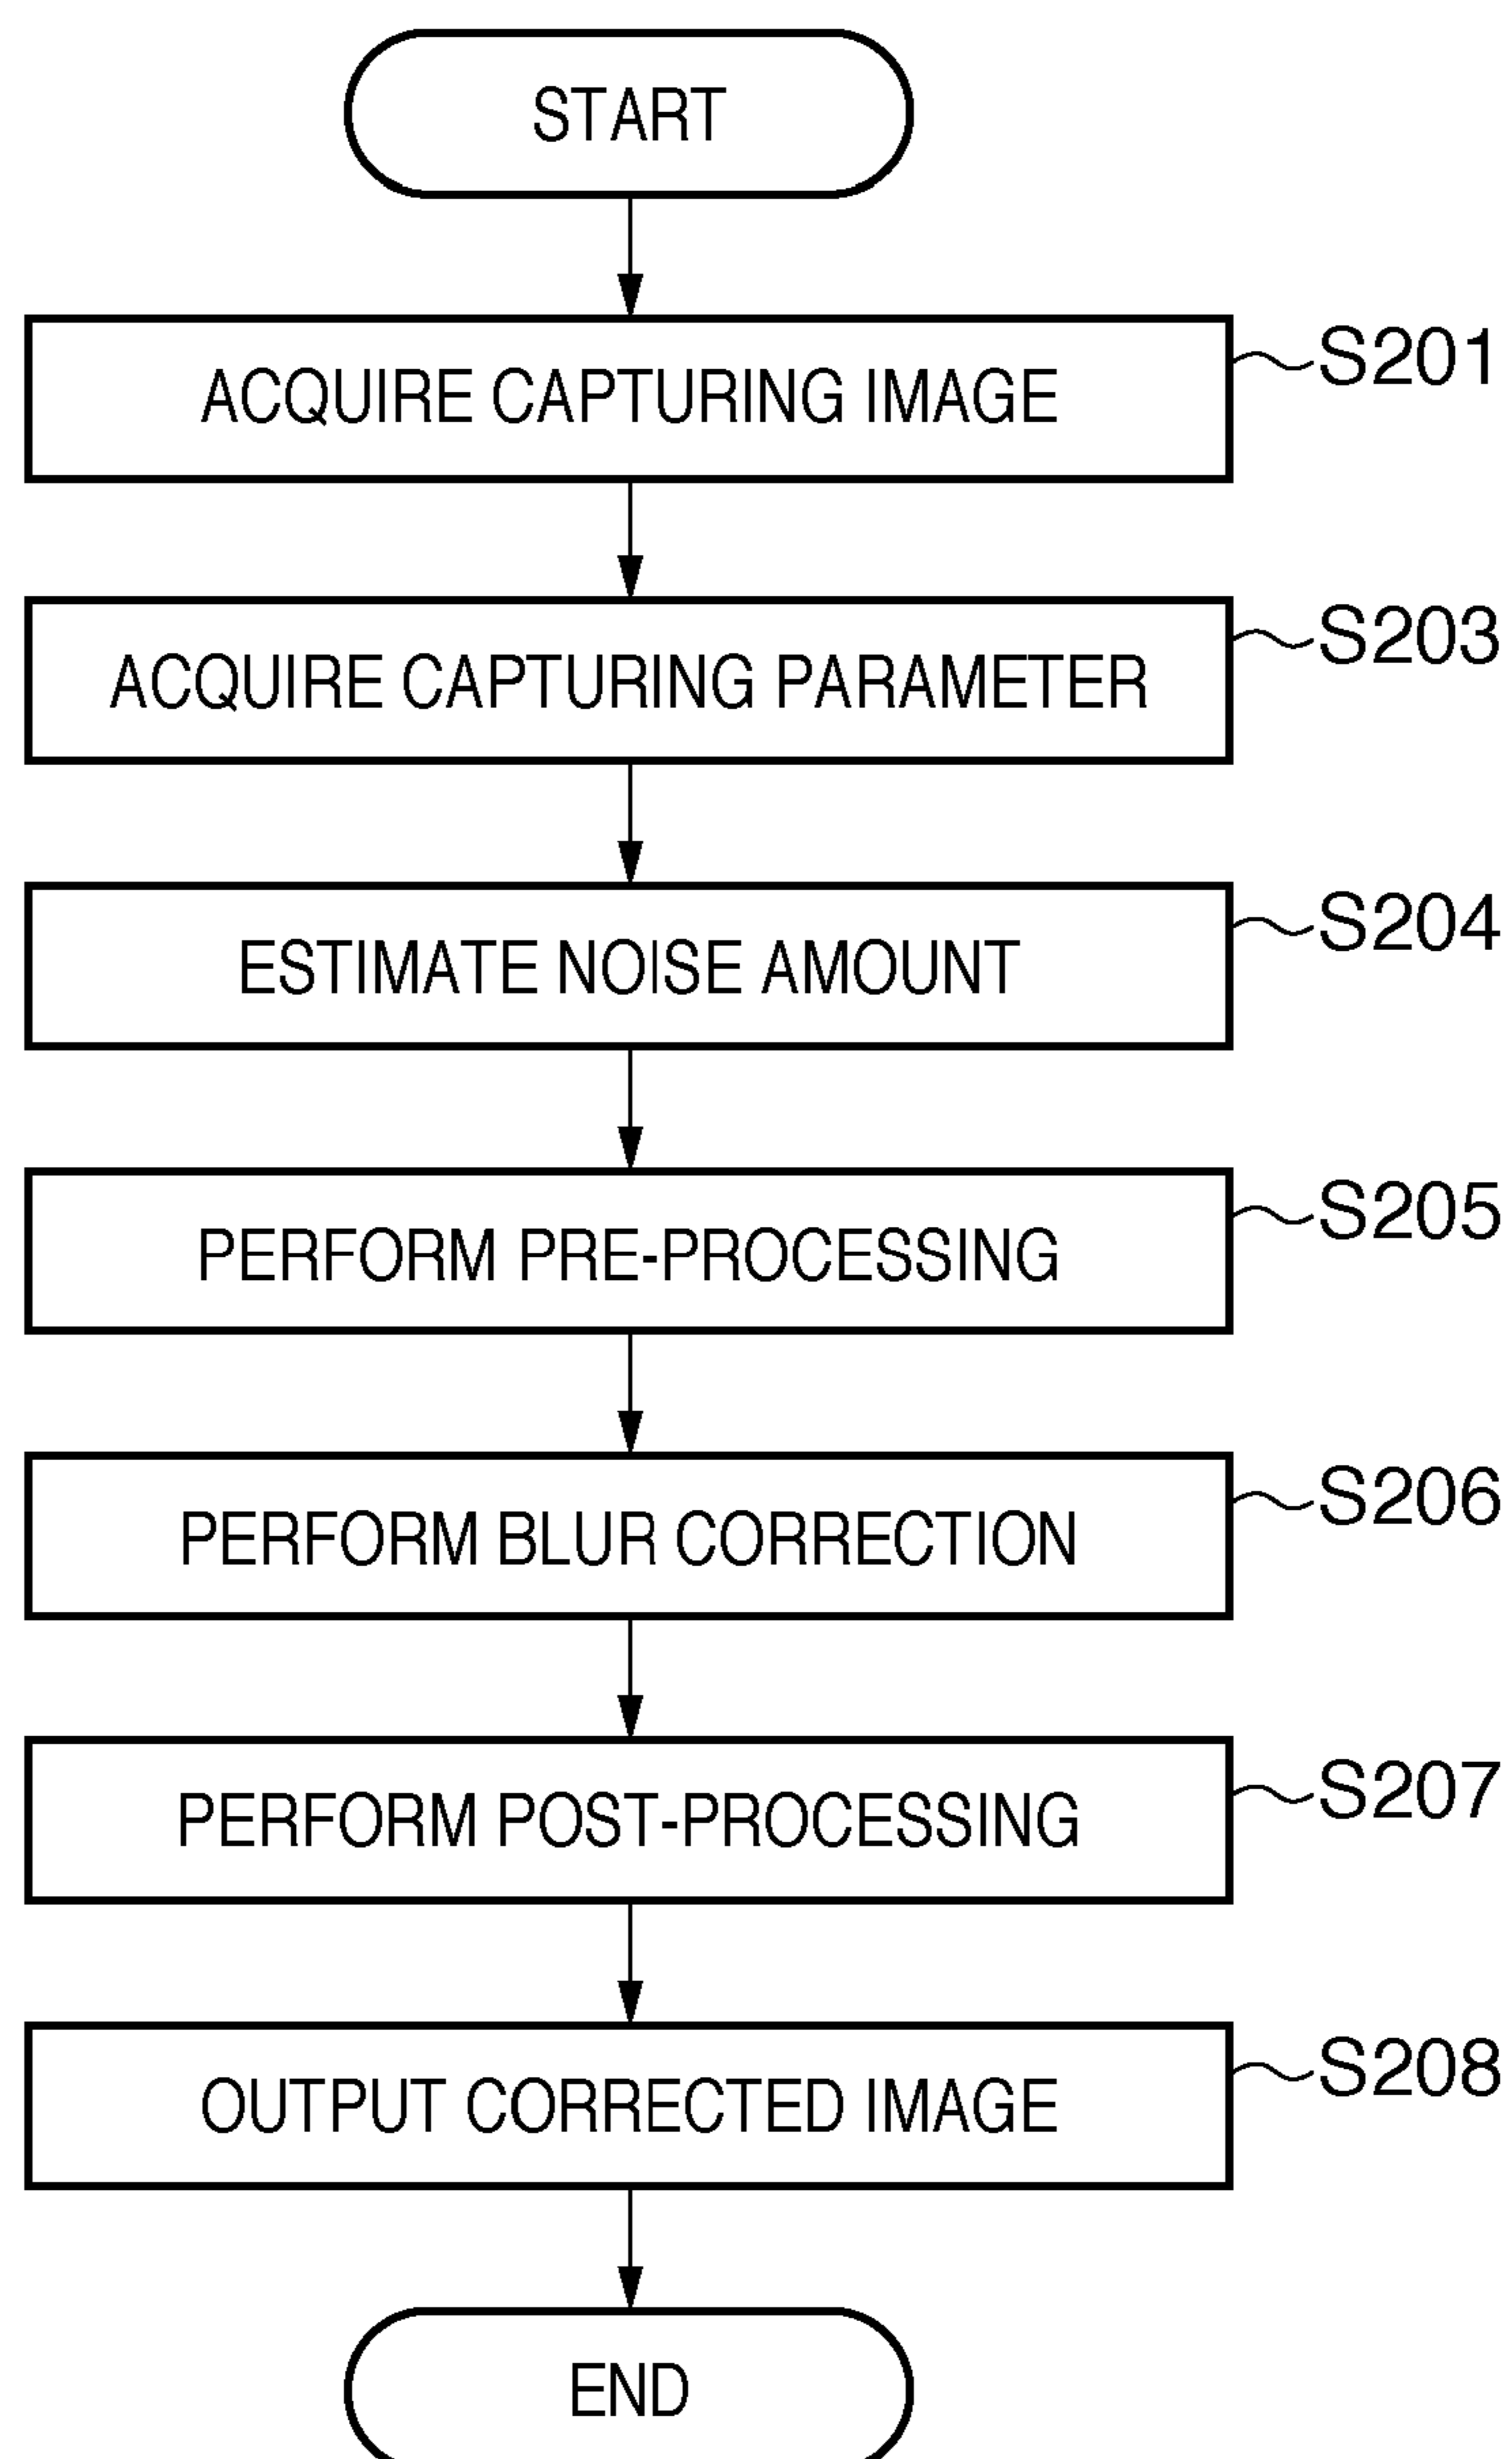 START
ACQUIRE CAPTURING IMAGE
S201
ACQUIRE CAPTURING PARAMETER
S203
ESTIMATE NOISE AMOUNT
S204
PERFORM PRE-PROCESSING
S205
PERFORM BLUR CORRECTION
S206
PERFORM POST-PROCESSING
S207
OUTPUT CORRECTED IMAGE
S208
END